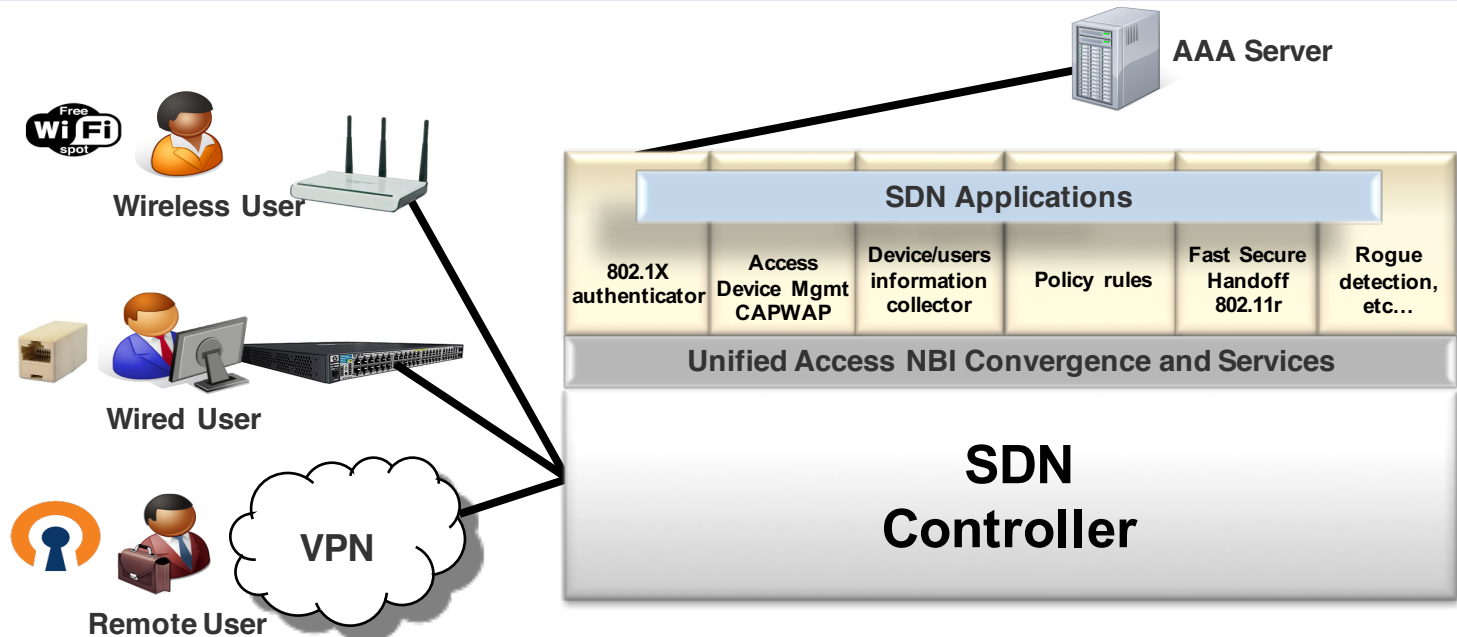 AAA Server
Free
Wi Fi
spot
Wireless User
SDN Applications
802.1X
authenticator
Access
Device Mgmt
CAPWAP
Device/users
information
collector
Policy rules
Fast Secure
Handoff
802.11r
Rogue
detection,
etc...
Unified Access NBI Convergence and Services
Wired User
SDN
Controller
VPN
Remote User